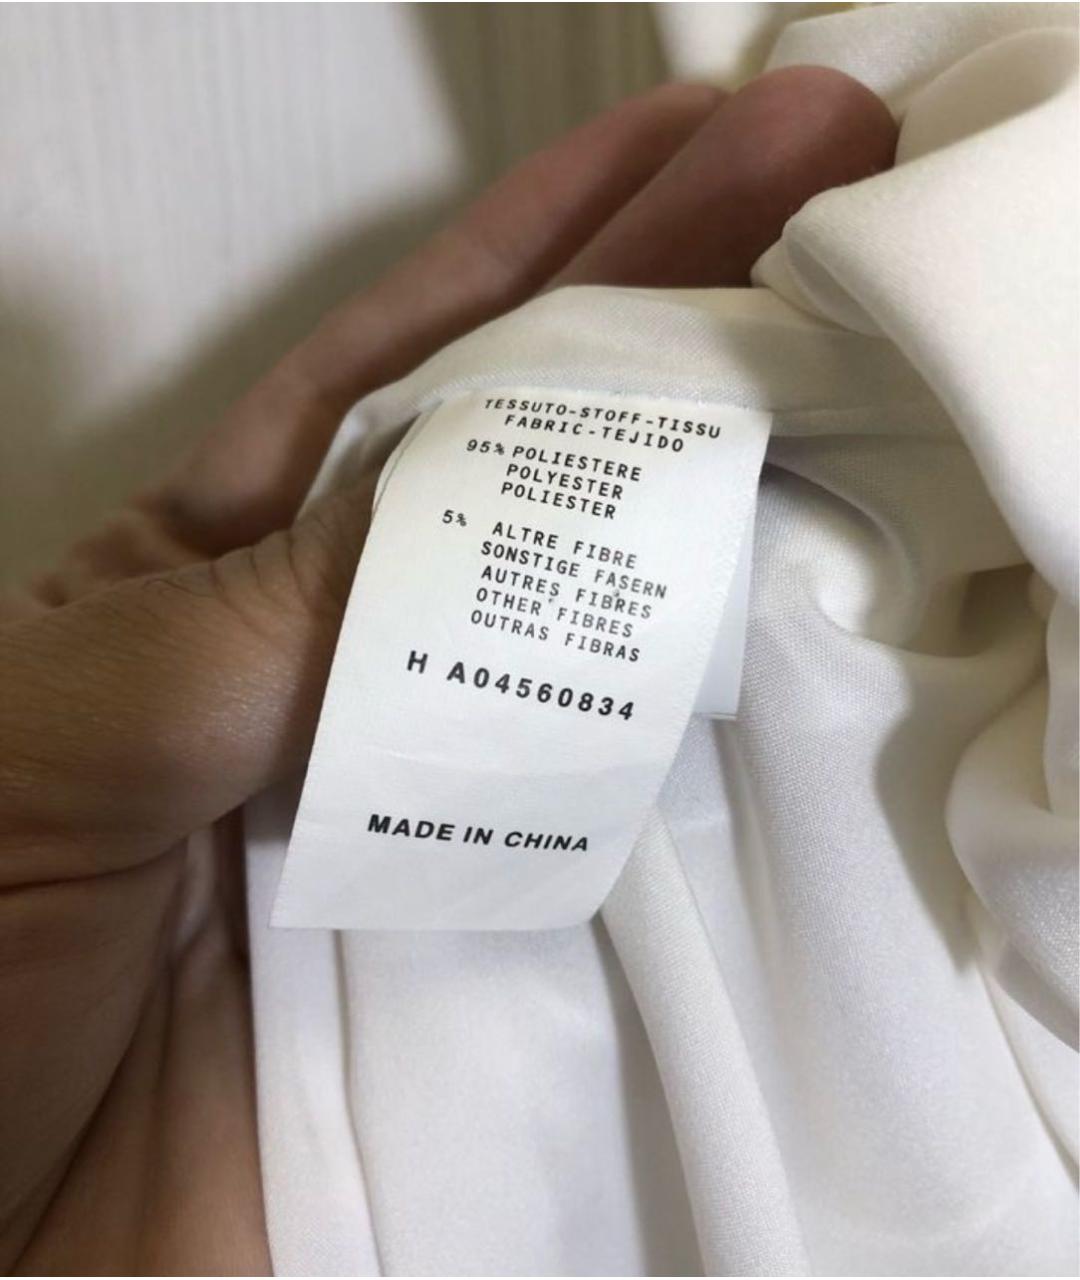 TESSUTO-STOFF-TISSU
FABRIC-TEJIDO
95% POLIESTERE
POLYESTER
POLIESTER
5% ALTRE FIBRE
SONSTIGE FASERN
AUTRES FIBRES
OTHER FIBRES
OUTRAS FIBRAS
H A04560834
MADE IN CHINA